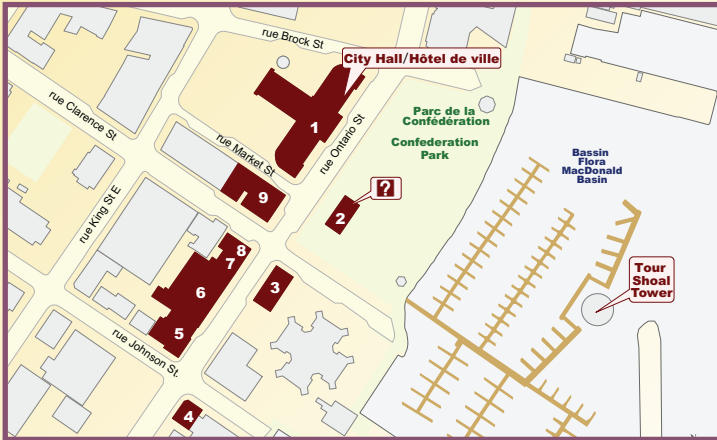 rue Brock St
City Hall/Hôtel de ville
rue Clarence St
Parc de la
Confédération
Confederation
Park
1
rue Ontario St
rue Market St
Bassin
Flora
MacDonald
Basin
?
9
2
rue King St E
8
7
3
6
Tour
Shoal
Tower
5
rue Johnson St.
4